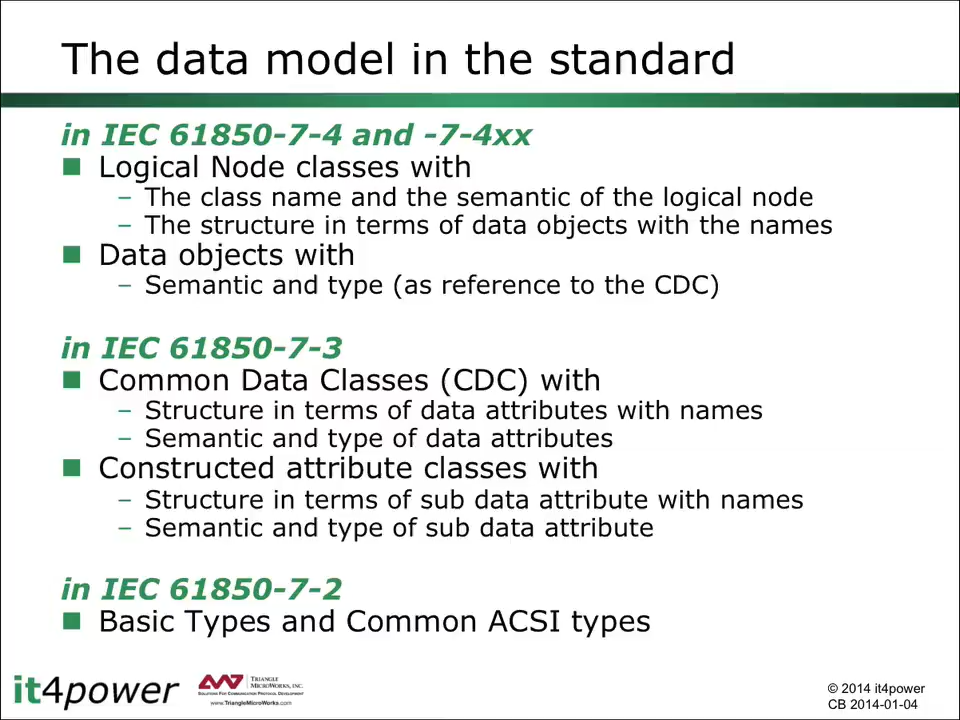 The data model in the standard
in IEC 61850-7-4 and -7-4xx
Logical Node classes with
– The class name and the semantic of the logical node
– The structure in terms of data objects with the names
Data objects with
– Semantic and type (as reference to the CDC)
in IEC 61850-7-3
Common Data Classes (CDC) with
– Structure in terms of data attributes with names
– Semantic and type of data attributes
Constructed attribute classes with
– Structure in terms of sub data attribute with names
– Semantic and type of sub data attribute
in IEC 61850-7-2
Basic Types and Common ACSI types
it4power
TRIANGLE
MICROWORKS, INC.
SOLUTIONS FOR COMMUNICATION PROTOCOL DEVELOPMENT
www.TriangleMicroWorks.com
© 2014 it4power
CB 2014-01-04